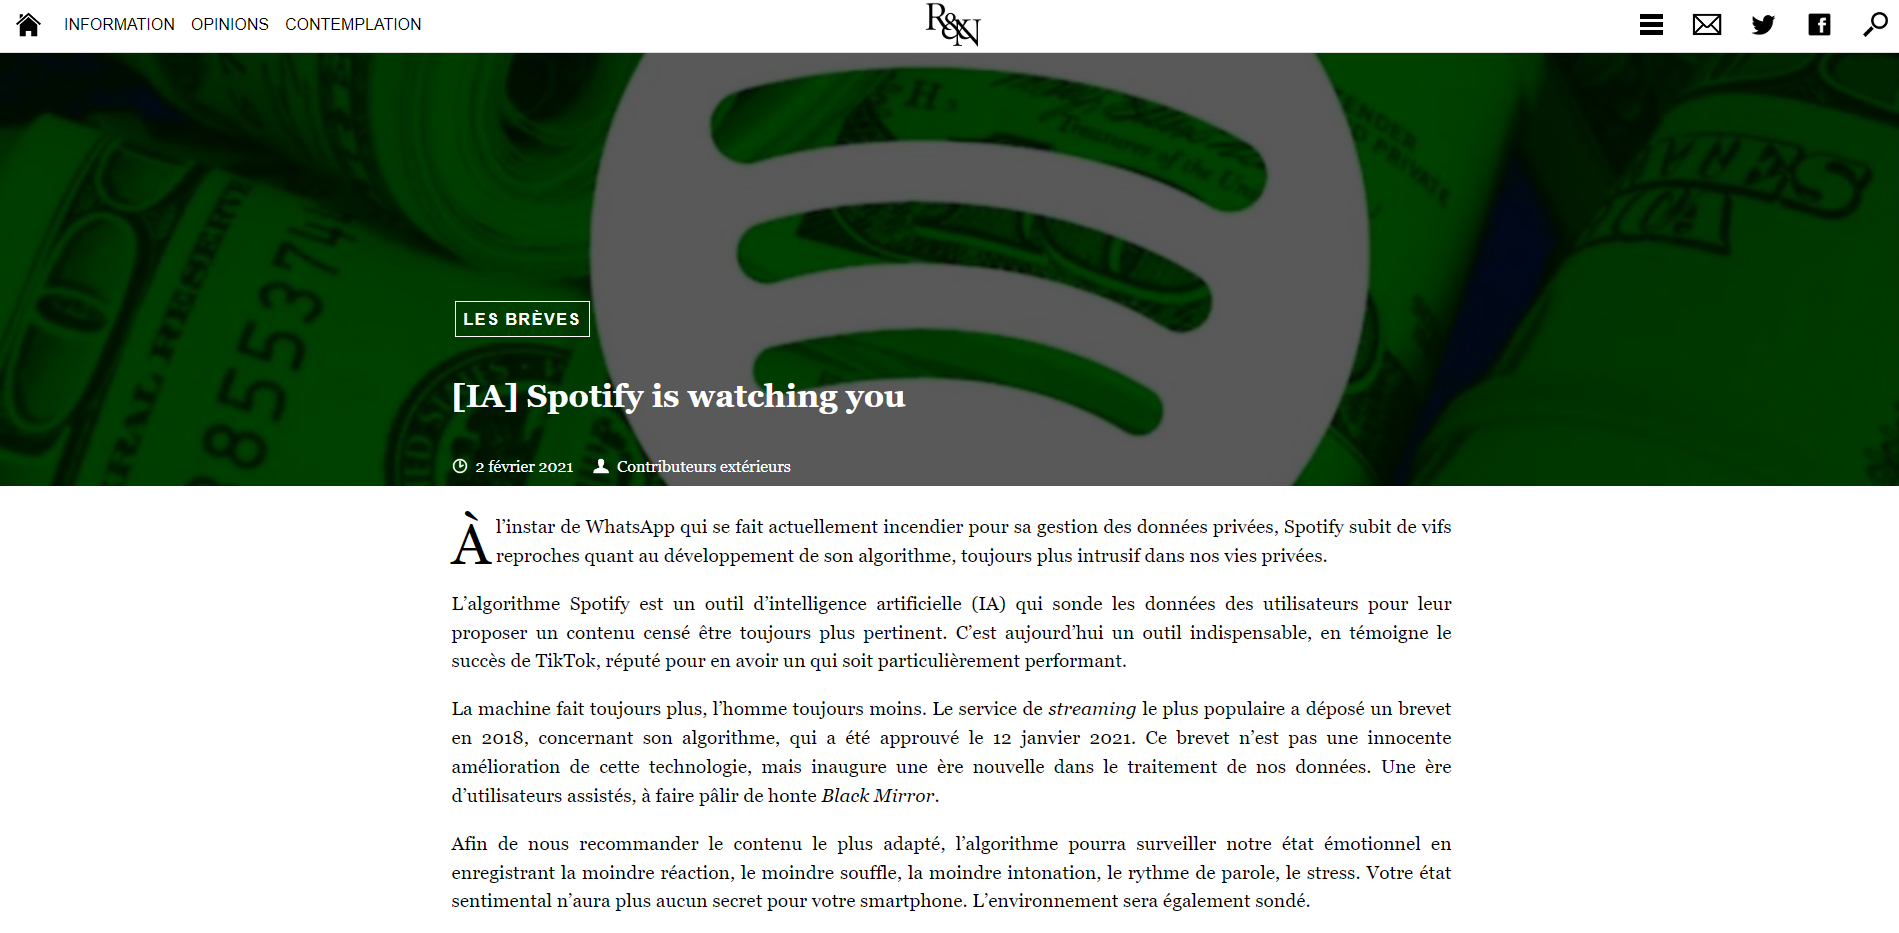 INFORMATION OPINIONS CONTEMPLATION
R&N
H
Treasurer of the Uni
ENDER
PRIVATE
RAL RESERVE
855374
LES BRÈVES
[IA] Spotify is watching you
2 février 2021 Contributeurs extérieurs
À l’instar de WhatsApp qui se fait actuellement incendier pour sa gestion des données privées, Spotify subit de vifs
reproches quant au développement de son algorithme, toujours plus intrusif dans nos vies privées.
L’algorithme Spotify est un outil d’intelligence artificielle (IA) qui sonde les données des utilisateurs pour leur
proposer un contenu censé être toujours plus pertinent. C’est aujourd’hui un outil indispensable, en témoigne le
succès de TikTok, réputé pour en avoir un qui soit particulièrement performant.
La machine fait toujours plus, l’homme toujours moins. Le service de streaming le plus populaire a déposé un brevet
en 2018, concernant son algorithme, qui a été approuvé le 12 janvier 2021. Ce brevet n’est pas une innocente
amélioration de cette technologie, mais inaugure une ère nouvelle dans le traitement de nos données. Une ère
d’utilisateurs assistés, à faire pâlir de honte Black Mirror.
Afin de nous recommander le contenu le plus adapté, l’algorithme pourra surveiller notre état émotionnel en
enregistrant la moindre réaction, le moindre souffle, la moindre intonation, le rythme de parole, le stress. Votre état
sentimental n’aura plus aucun secret pour votre smartphone. L’environnement sera également sondé.